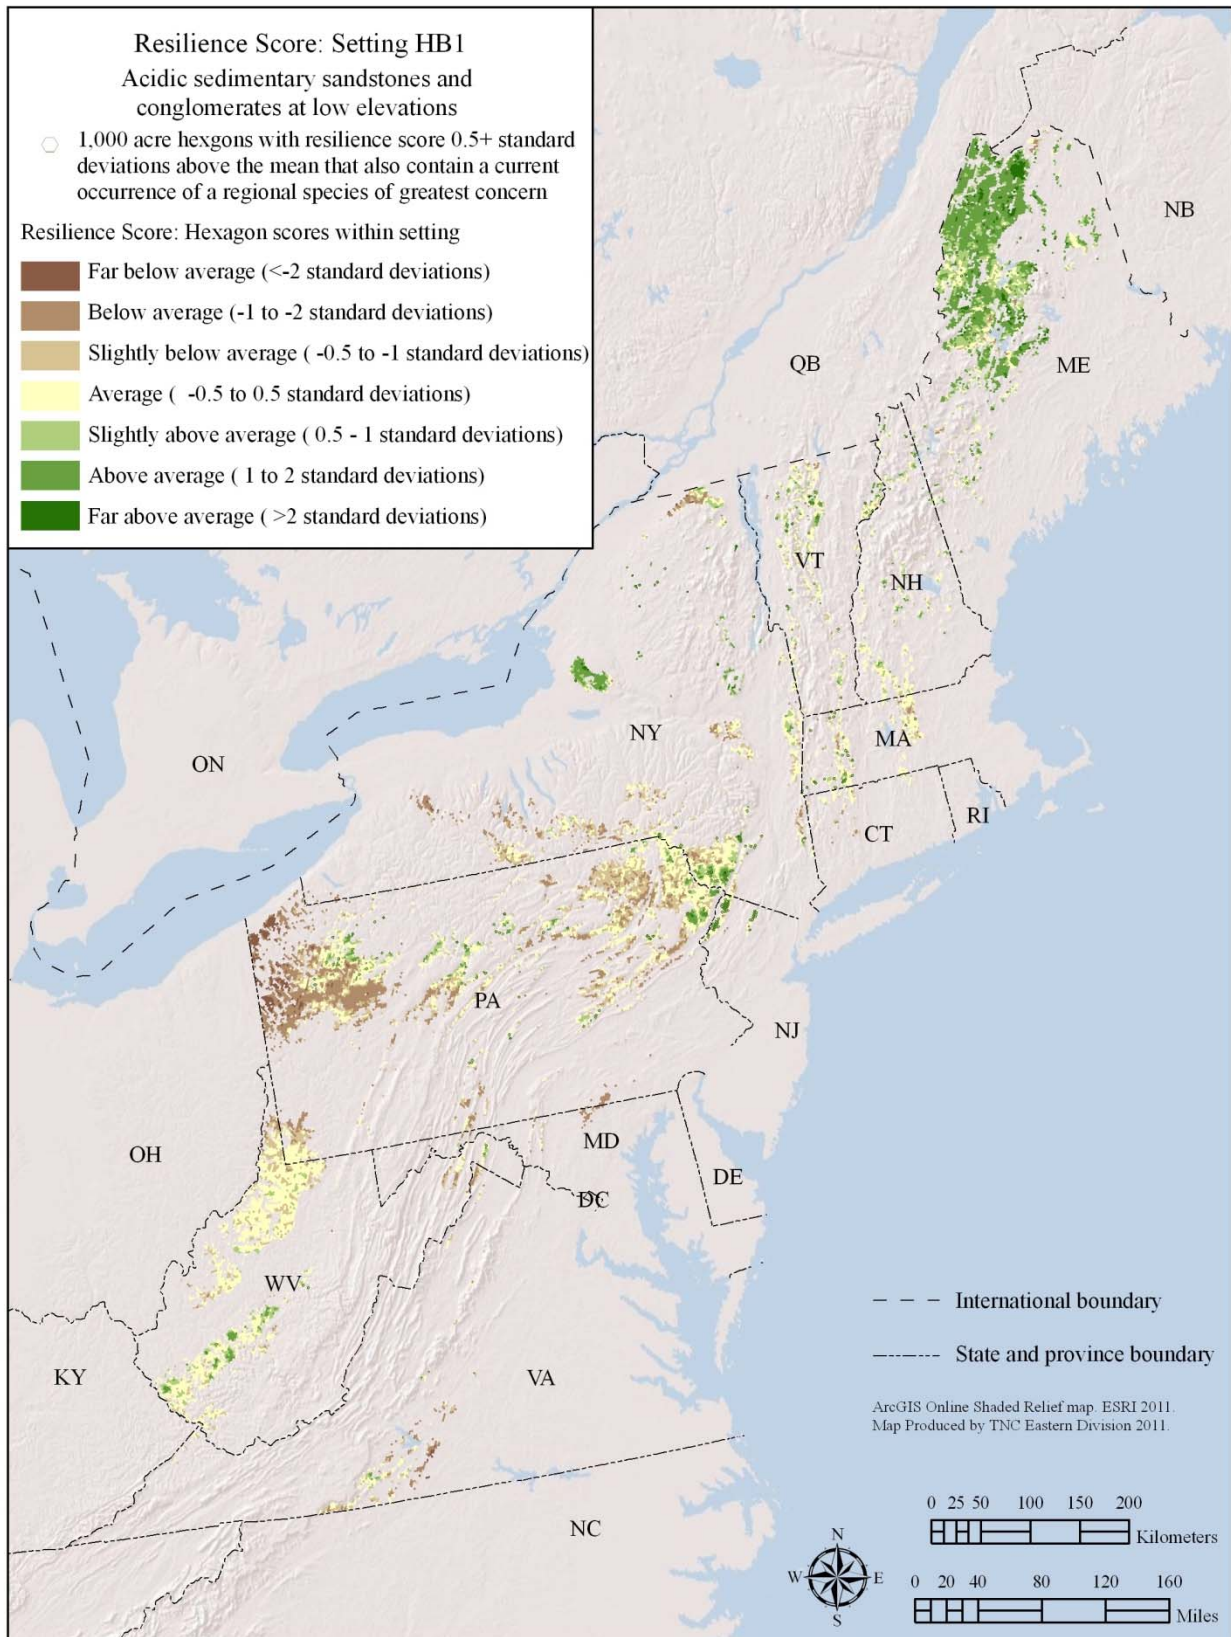 Resilience Score: Setting HB1
Acidic sedimentary sandstones and
conglomerates at low elevations
1,000 acre hexgons with resilience score 0.5+ standard
deviations above the mean that also contain a current
occurrence of a regional species of greatest concern
Resilience Score: Hexagon scores within setting
Far below average (<-2 standard deviations)
Below average (-1 to -2 standard deviations)
Slightly below average ( -0.5 to -1 standard deviations)
Average ( -0.5 to 0.5 standard deviations)
Slightly above average ( 0.5 - 1 standard deviations)
Above average ( 1 to 2 standard deviations)
Far above average ( >2 standard deviations)
NB
QB
ME
VT
NH
NY
MA
ON
RI
CT
PA
NJ
MD
OH
DE
DC
WV
KY
VA
NC
International boundary
State and province boundary
ArcGIS Online Shaded Relief map. ESRI 2011.
Map Produced by TNC Eastern Division 2011.
0 25 50 100 150 200
Kilometers
N
W E
S
0 20 40 80 120 160
Miles